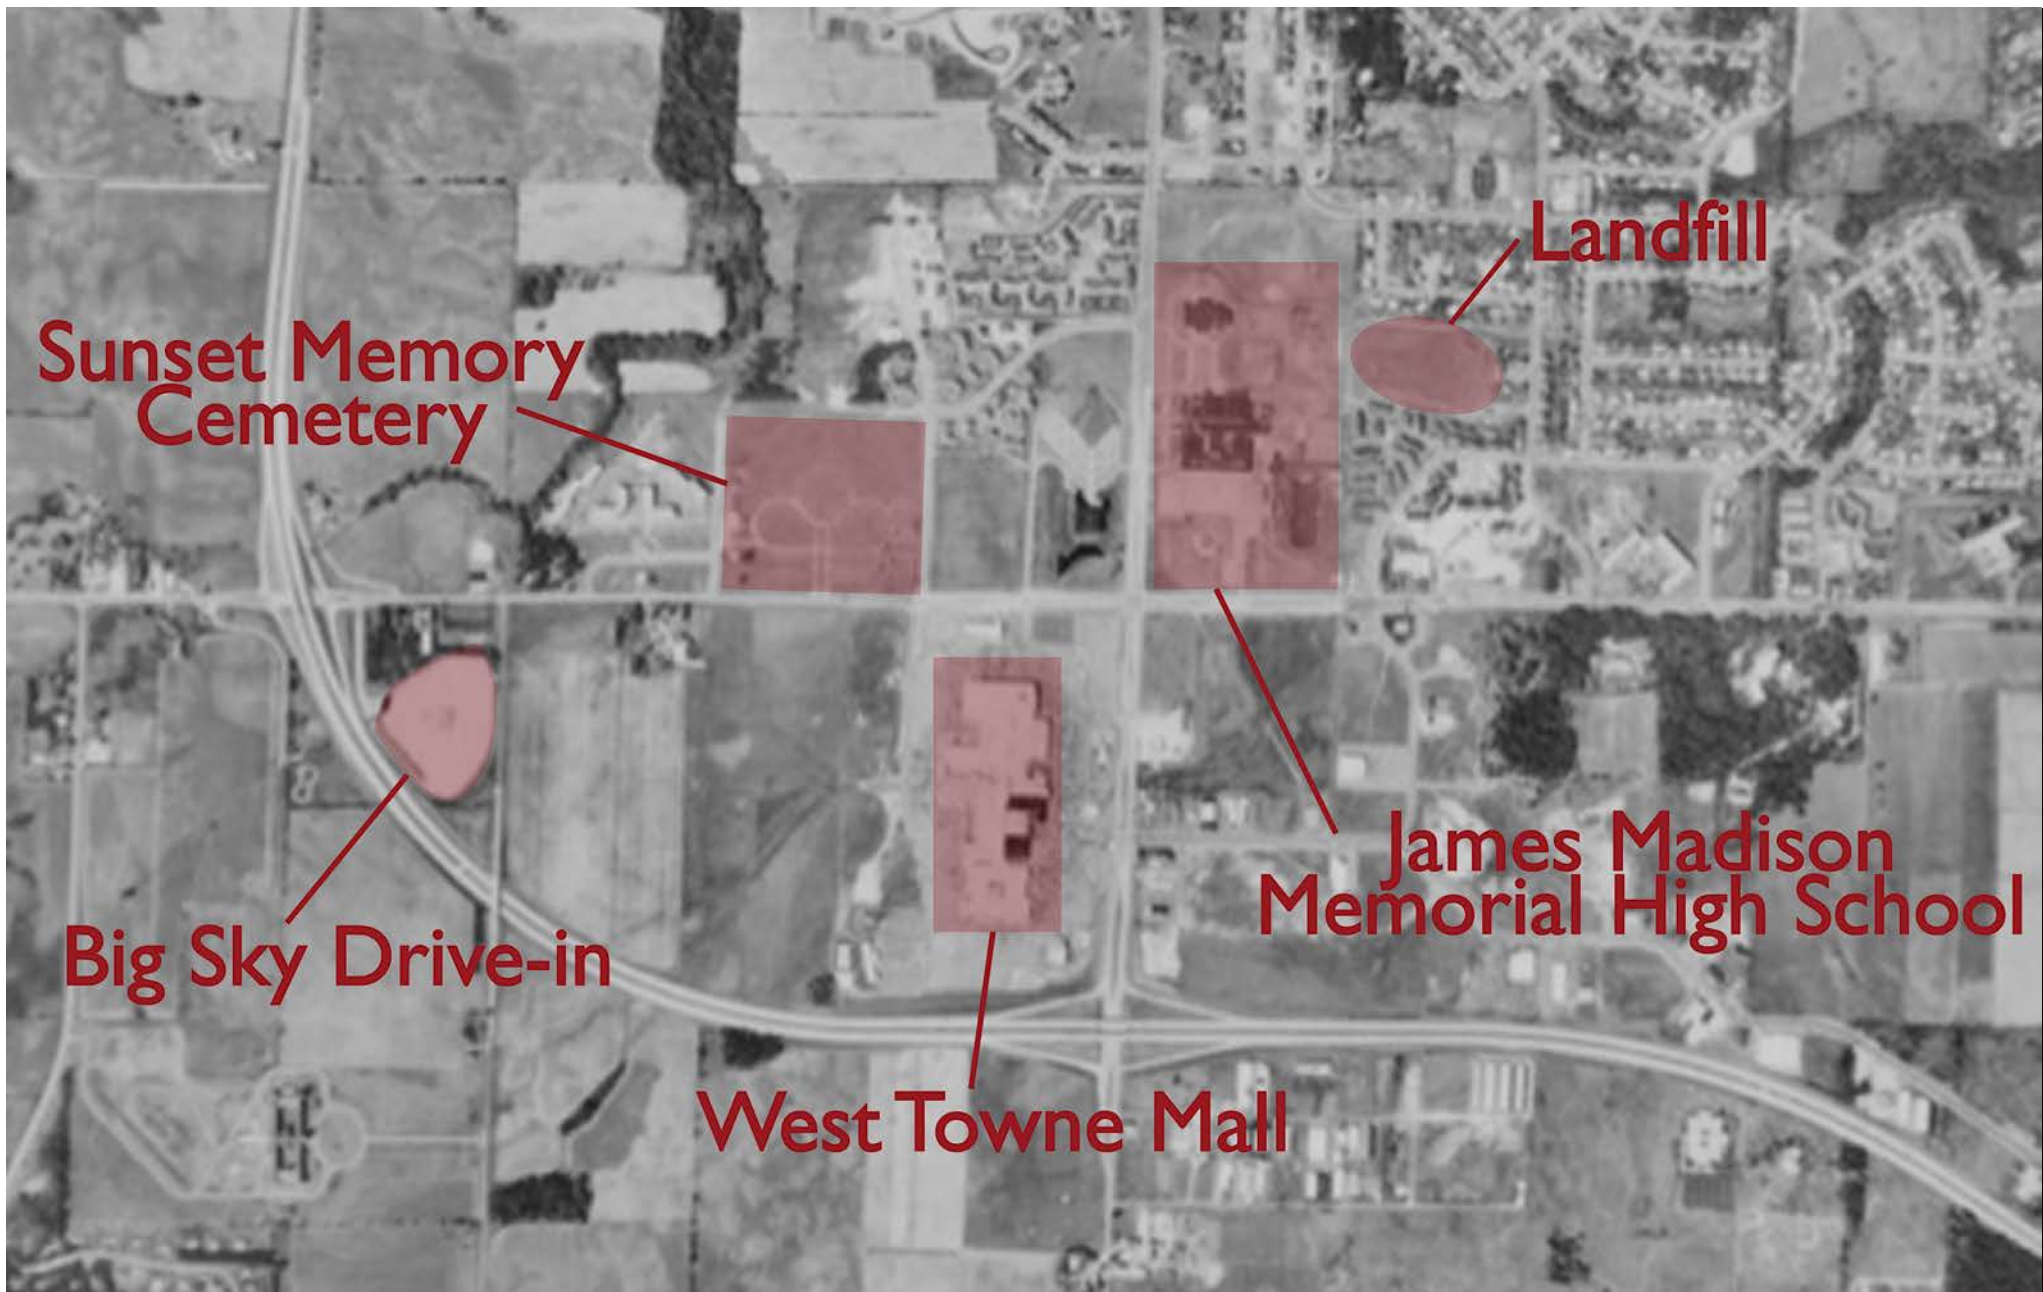 Landfill
Sunset Memory
Cemetery
James Madison
Memorial High School
Big Sky Drive-in
West Towne Mall